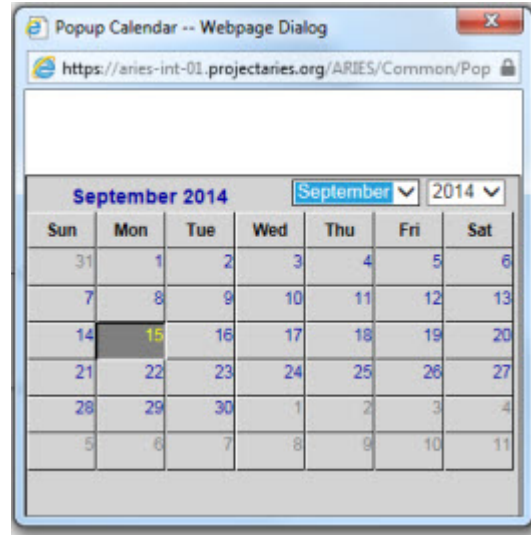 Popup Calendar -- Webpage Dialog
https://aries-int-01.projectaries.org/ARIES/Common/Pop
September 2014 September 2014
Sun Mon Tue Wed Thu Fri Sat
31 1 2 3 4 5 6
7 8 9 10 11 12 13
14 15 16 17 18 19 20
21 22 23 24 25 26 27
28 29 30 1 2 3 4
5 6 7 8 9 10 11